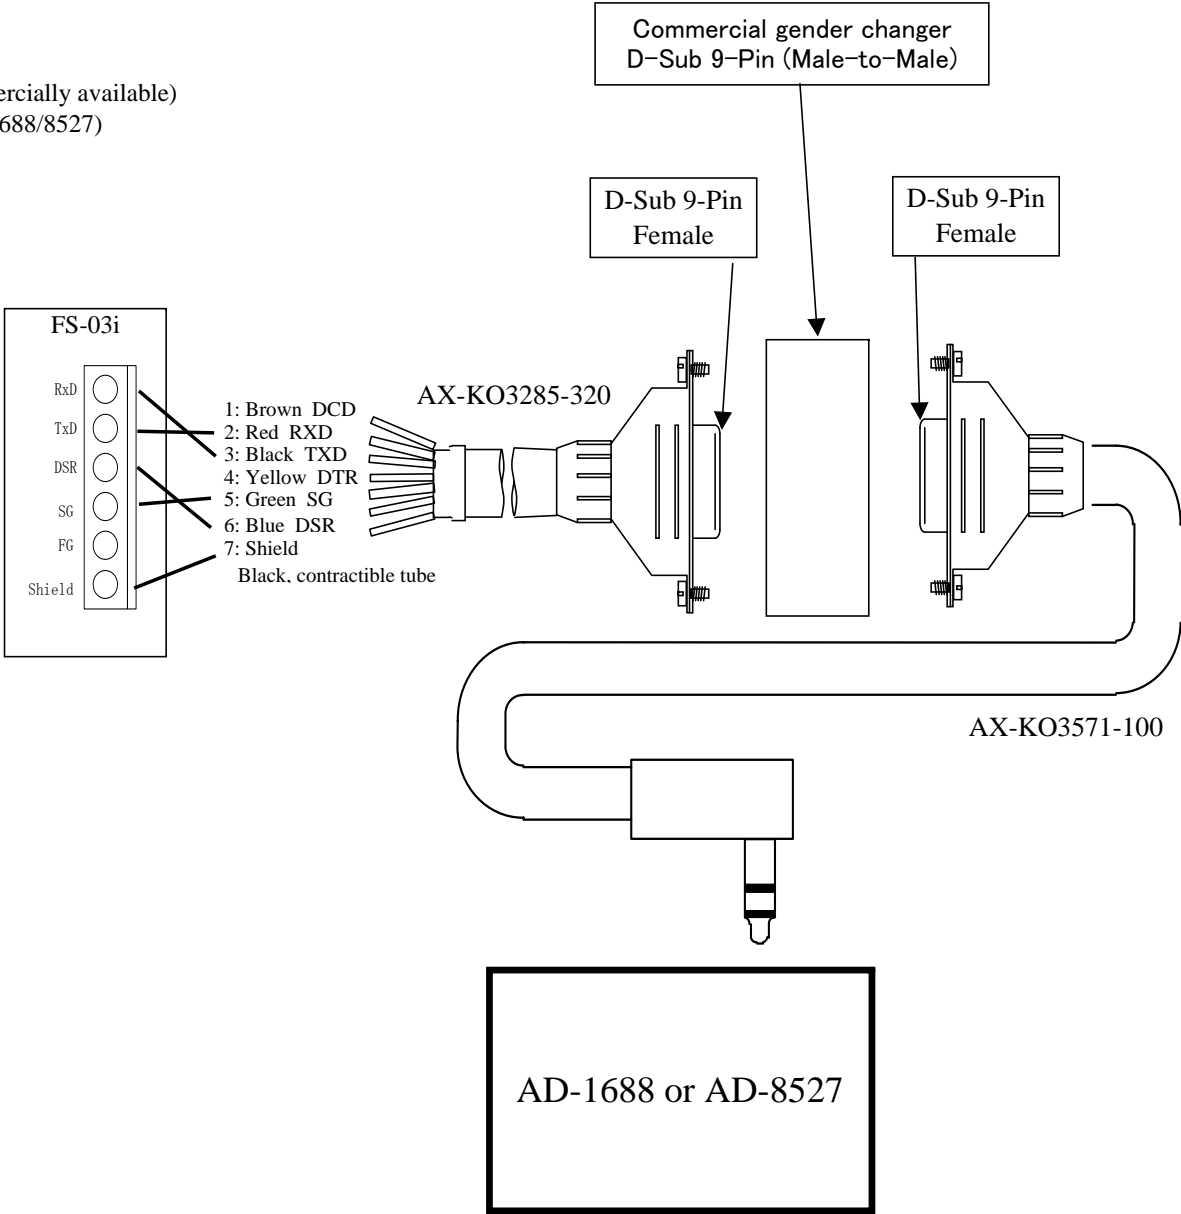 Commercial gender changer
D-Sub 9-Pin (Male-to-Male)
ercially available)
688/8527)
D-Sub 9-Pin
Female
D-Sub 9-Pin
Female
FS-03i
RxD
TxD
DSR
SG
FG
Shield
1: Brown DCD
2: Red RXD
3: Black TXD
4: Yellow DTR
5: Green SG
6: Blue DSR
7: Shield
Black, contractible tube
AX-KO3285-320
AX-KO3571-100
AD-1688 or AD-8527